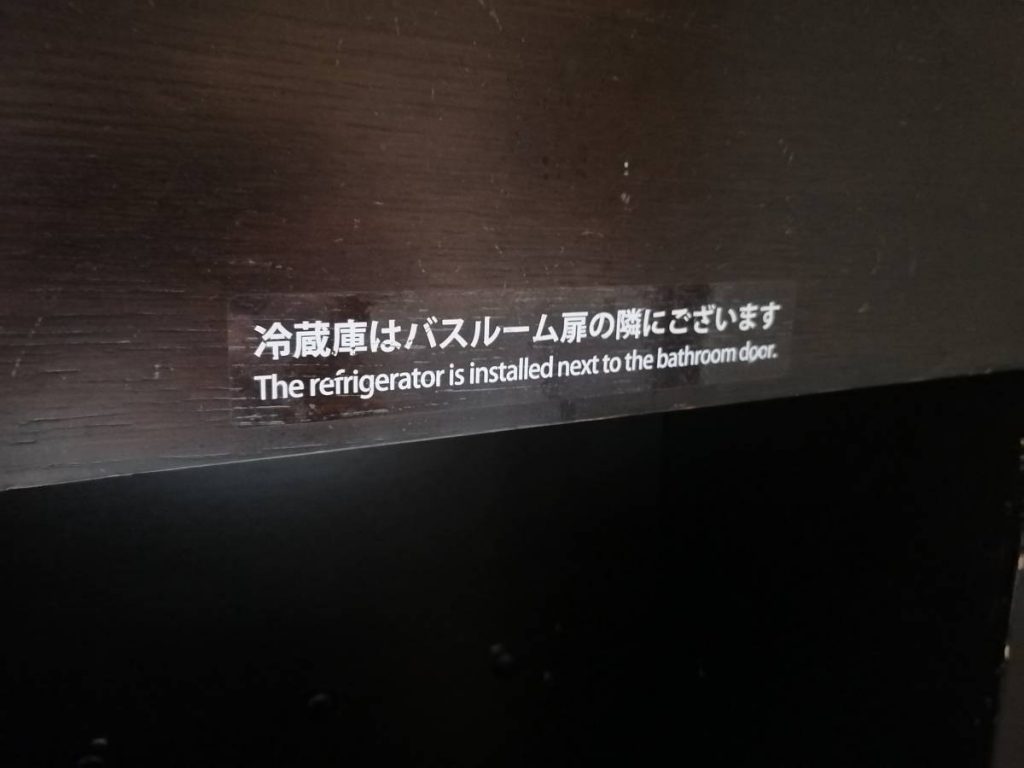 冷蔵庫はバスルーム扉の隣にございます
The refrigerator is installed next to the bathroom door.